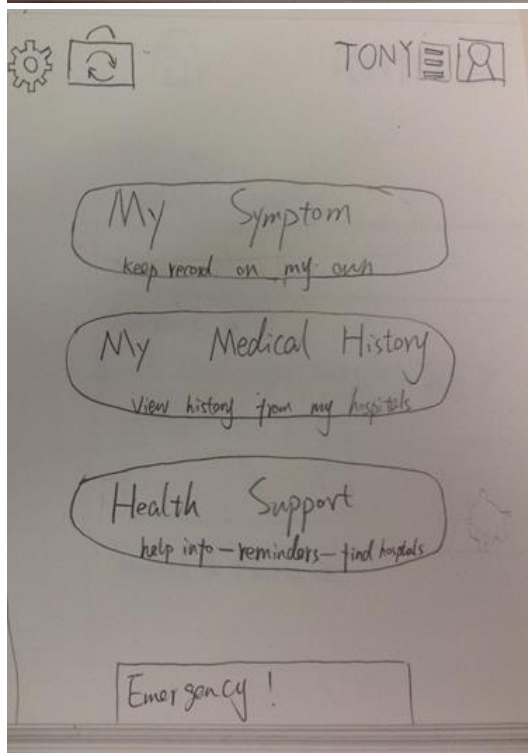 TONY
My Symptom
keep record on my own
My Medical History
View history from my hospitals
Health Support
help info – reminders – find hospitals
Emergency !